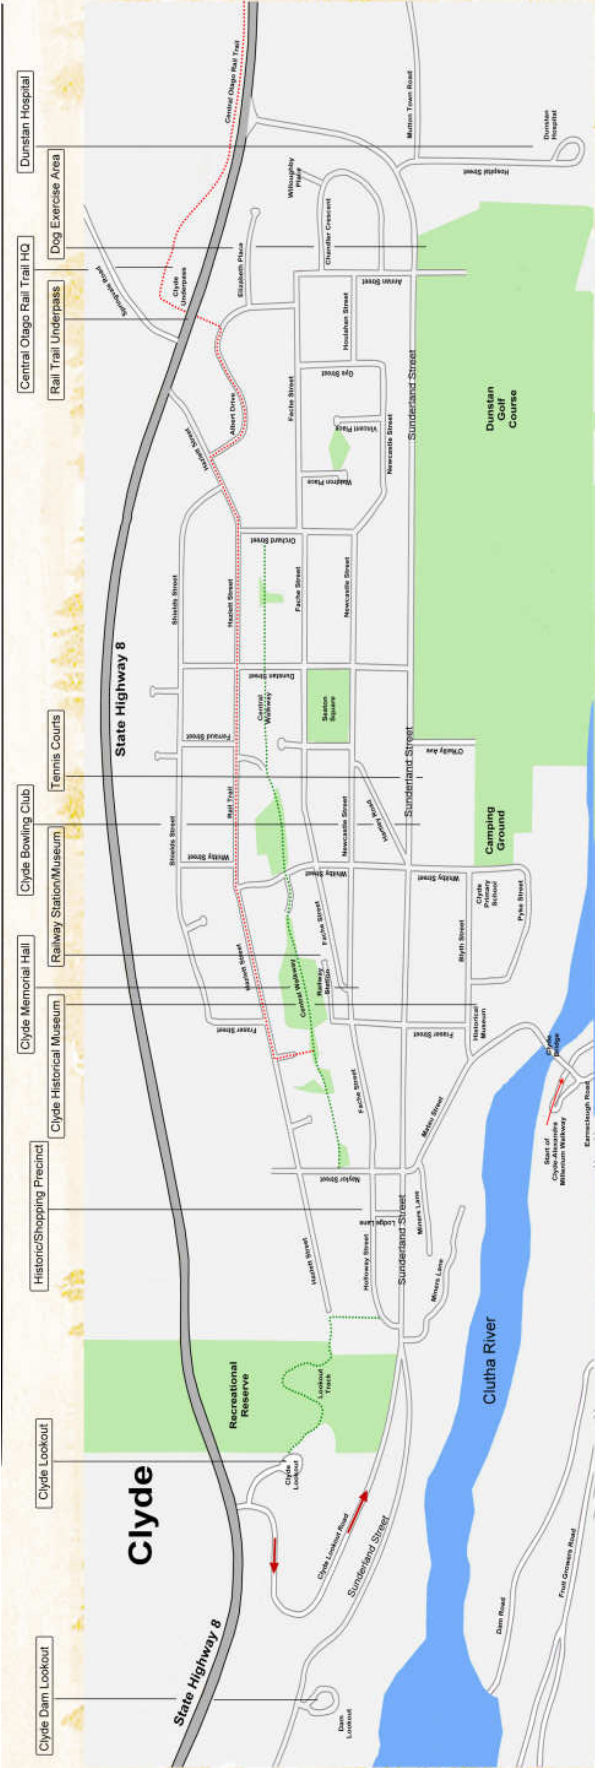 Clyde Dam Lookout
Clyde Lookout
Historic/Shopping Precinct
Clyde Historical Museum
Clyde Memorial Hall
Railway Station/Museum
Clyde Bowling Club
Tennis Courts
Rail Trail Underpass
Central Otago Rail Trail HQ
Dog Exercise Area
Dunstan Hospital
Clyde
State Highway 8
State Highway 8
Springvale Road
Central Otago Rail Trail
Clyde
Underpass
Hazlett Street
Albert Drive
Elizabeth Place
Willoughby
Place
Chandler Crescent
Mutton Town Road
Dunstan
Hospital
Hospital Street
Annan Street
Houlahan Street
Fache Street
Gye Street
Vincent Place
Waldron Place
Newcastle Street
Sunderland Street
Dunstan
Golf
Course
Shields Street
Hazlett Street
Orchard Street
Fache Street
Newcastle Street
Dunstan Street
Central
Walkway
Seaton
Square
Sunderland Street
O'Reilly Ave
Ferraud Street
Rail Trail
Shields Street
Whitby Street
Newcastle Street
Harley Road
Camping
Ground
Whitby Street
Whitby Street
Clyde
Primary
School
Pyke Street
Blyth Street
Hazlett Street
Fache Street
Central Walkway
Railway
Station
Fraser Street
Fraser Street
Historical
Museum
Clyde
Bridge
Fache Street
Matau Street
Start of
Clyde-Alexandra
Millenium Walkway
Earnscleugh Road
Naylor Street
Hazlett Street
Holloway Street
Lodge Lane
Sunderland Street
Miners Lane
Miners Lane
Clutha River
Recreational
Reserve
Lookout
Track
Clyde
Lookout
Clyde Lookout Road
Sunderland Street
Dam
Lookout
Dam Road
Fruit Growers Road